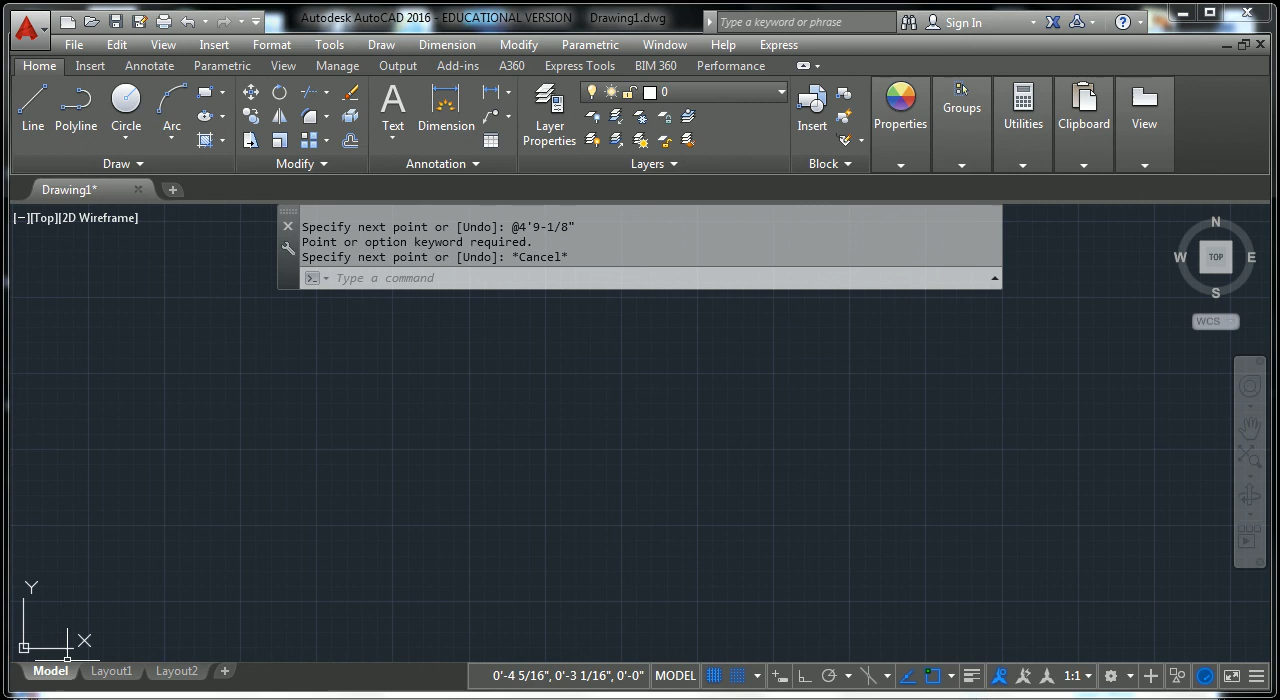 Autodesk AutoCAD 2016 - EDUCATIONAL VERSION Drawing1.dwg
Type a keyword or phrase
Sign In
File Edit View Insert Format Tools Draw Dimension Modify Parametric Window Help Express
Home Insert Annotate Parametric View Manage Output Add-ins A360 Express Tools BIM 360 Performance
0
Line Polyline Circle Arc
Text Dimension
Layer
Properties
Insert
Properties
Groups
Utilities
Clipboard
View
Draw Modify Annotation Layers Block
Drawing1*
[−][Top][2D Wireframe]
Specify next point or [Undo]: @4'9-1/8"
Point or option keyword required.
Specify next point or [Undo]: *Cancel*
Type a command
N
W TOP E
S
WCS
Y
X
Model Layout1 Layout2
0'-4 5/16", 0'-3 1/16", 0'-0" MODEL 1:1